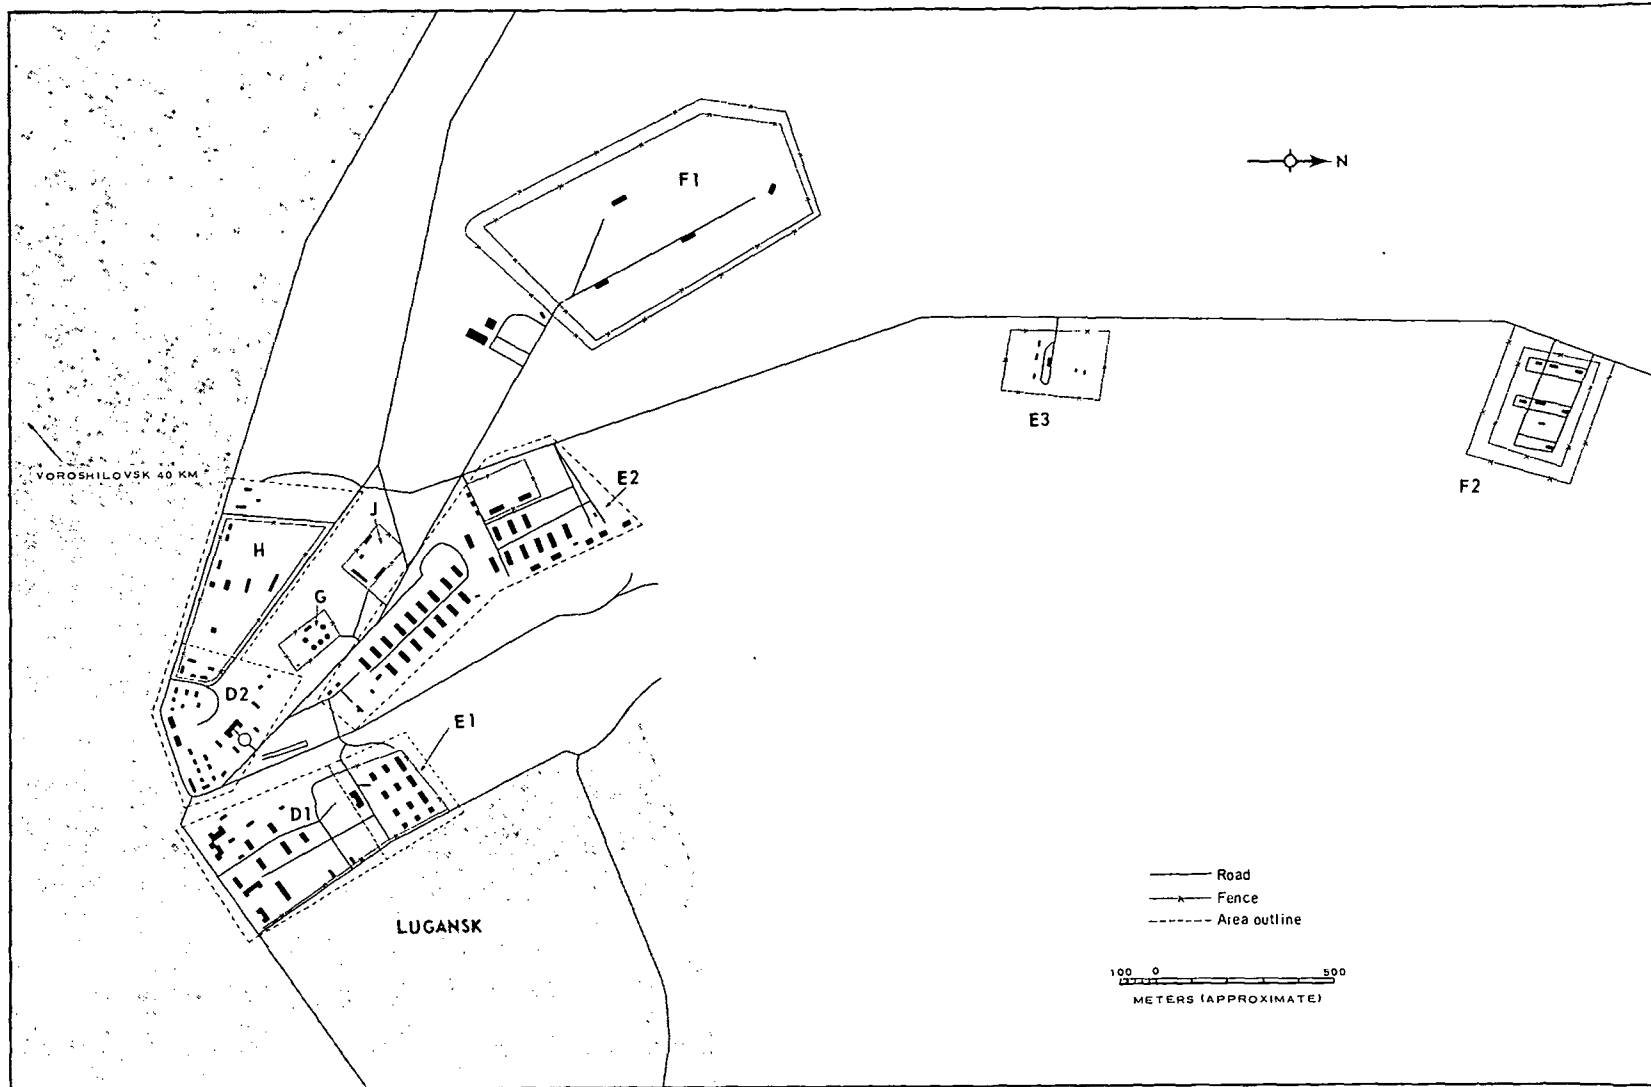 N
F1
E3
F2
VOROSHILOVSK 40 KM
E2
J
H
G
D2
E1
D1
LUGANSK
Road
Fence
Area outline
100 0 500
METERS (APPROXIMATE)